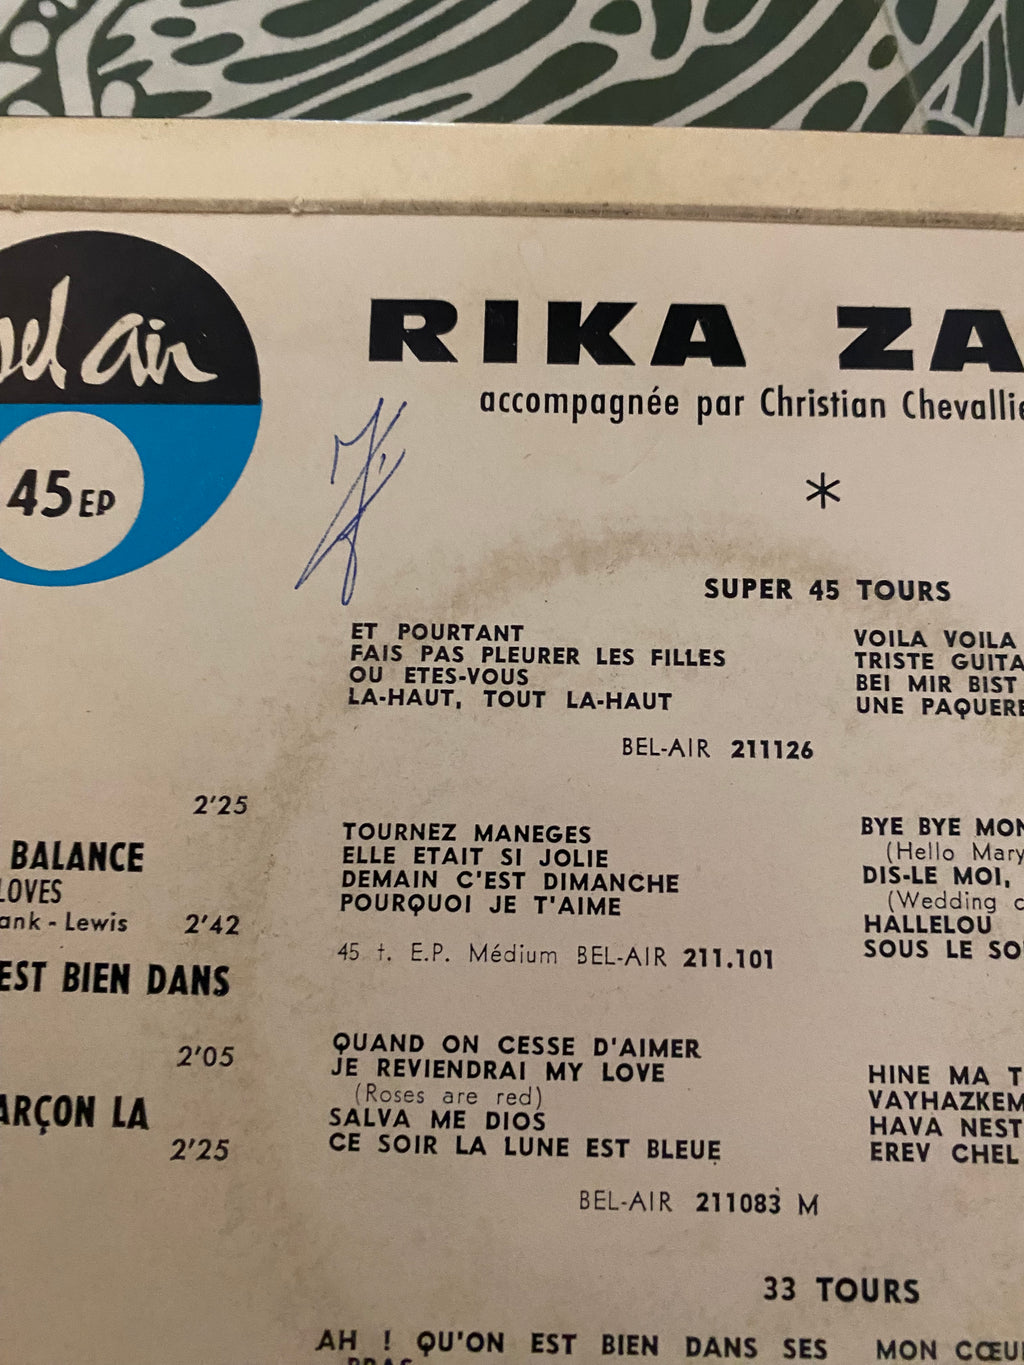 bel air
45 EP
RIKA ZA
accompagnée par Christian Chevallie
*
SUPER 45 TOURS
ET POURTANT
FAIS PAS PLEURER LES FILLES
OU ETES-VOUS
LA-HAUT, TOUT LA-HAUT
VOILA VOILA
TRISTE GUITA
BEI MIR BIST
UNE PAQUERE
BEL-AIR 211126
2'25
BALANCE
LOVES
ank - Lewis 2'42
EST BIEN DANS
2'05
ARÇON LA
2'25
TOURNEZ MANEGES
ELLE ETAIT SI JOLIE
DEMAIN C'EST DIMANCHE
POURQUOI JE T'AIME
BYE BYE MON
(Hello Mary
DIS-LE MOI,
(Wedding c
HALLELOU
SOUS LE SO
45 t. E.P. Médium BEL-AIR 211.101
QUAND ON CESSE D'AIMER
JE REVIENDRAI MY LOVE
(Roses are red)
SALVA ME DIOS
CE SOIR LA LUNE EST BLEUE
HINE MA T
VAYHAZKEM
HAVA NEST
EREV CHEL
BEL-AIR 211083 M
33 TOURS
AH ! QU'ON EST BIEN DANS SES
BRAS
MON CŒU